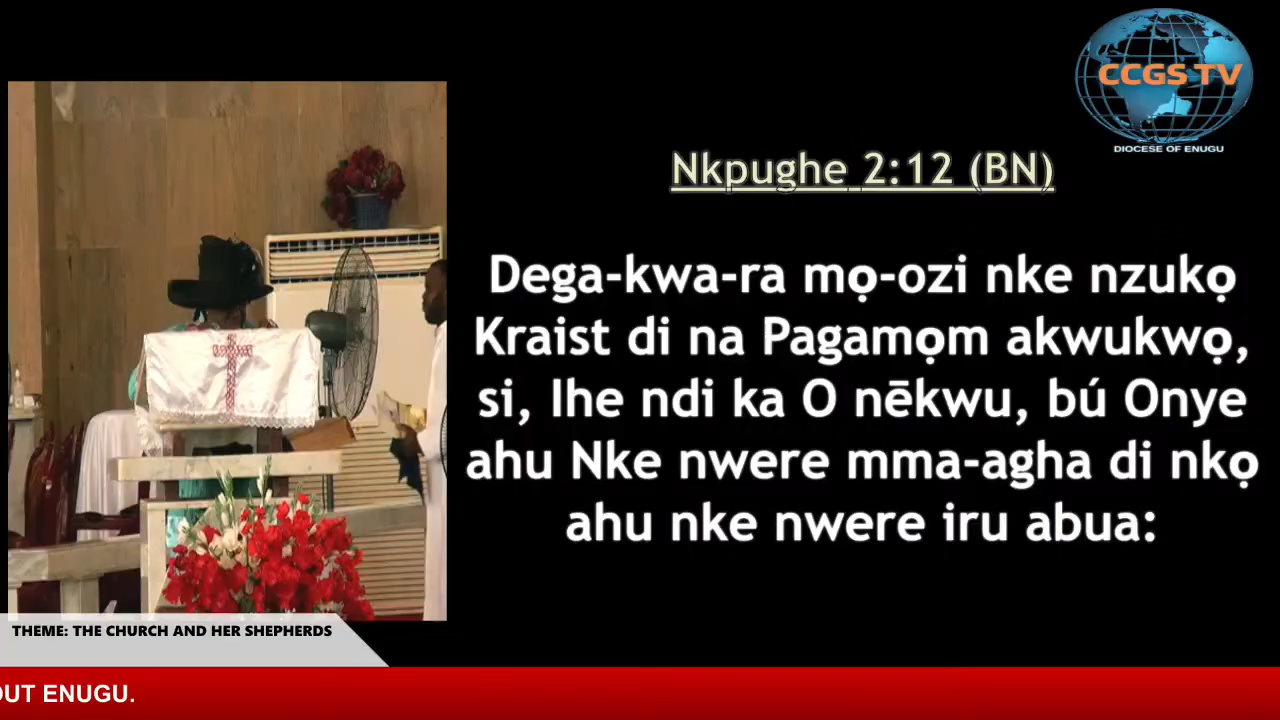 CCGS TV
DIOCESE OF ENUGU
Nkpughe 2:12 (BN)
Dega-kwa-ra mọ-ozi nke nzukọ
Kraist di na Pagamọm akwukwọ,
si, Ihe ndi ka O nēkwu, bú Onye
ahu Nke nwere mma-agha di nkọ
ahu nke nwere iru abua:
THEME: THE CHURCH AND HER SHEPHERDS
OUT ENUGU.